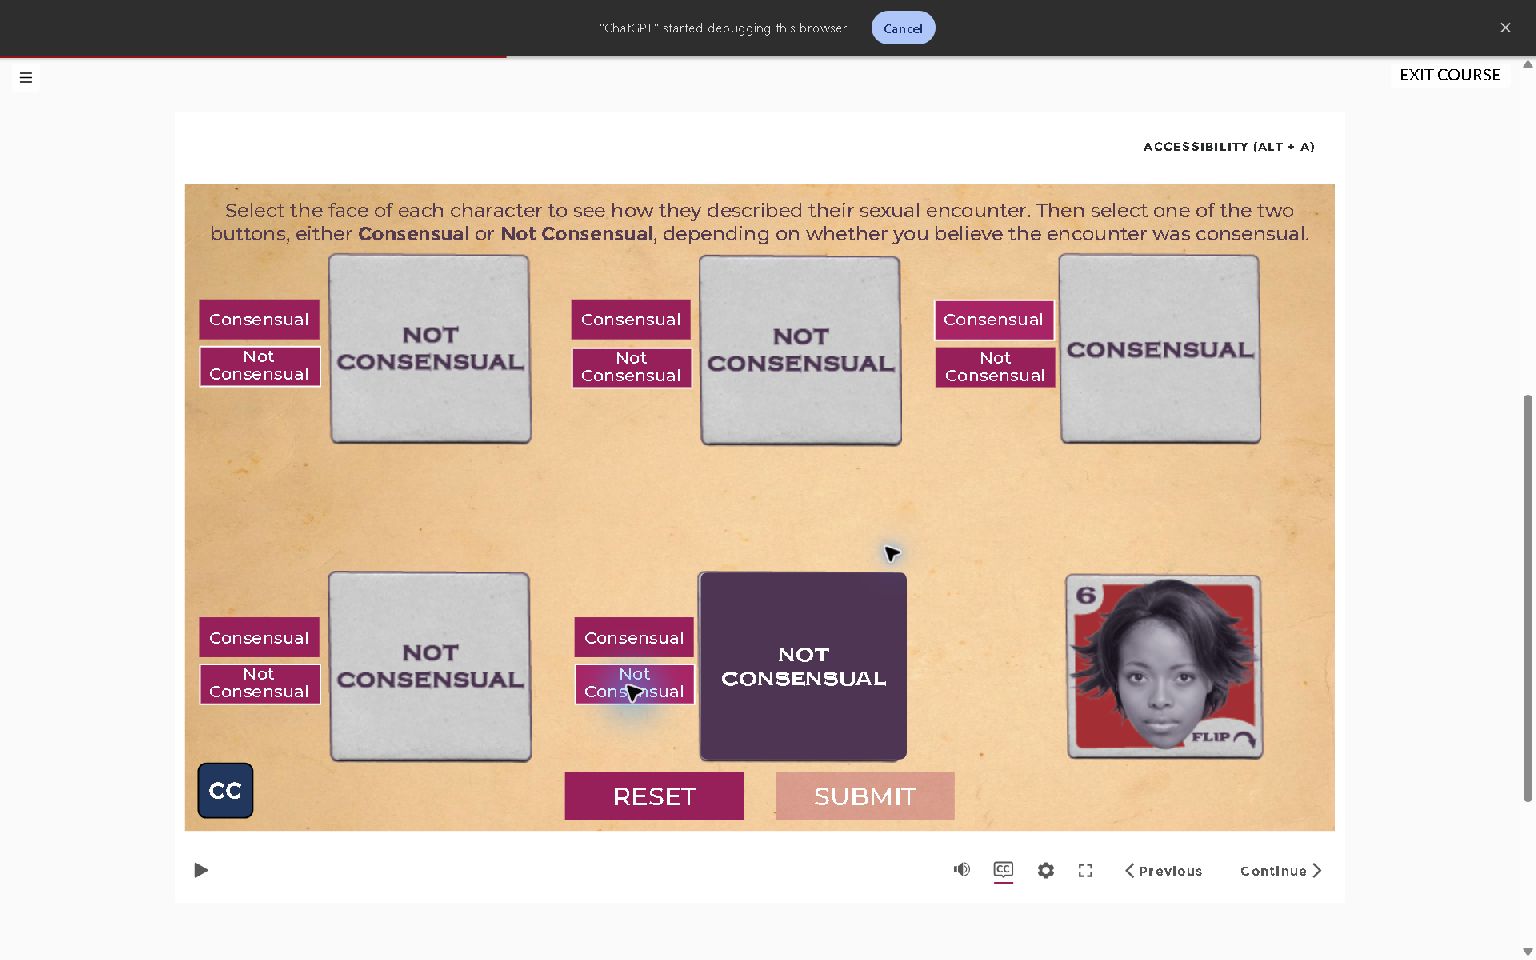 "ChatGPT" started debugging this browser
Cancel
EXIT COURSE
ACCESSIBILITY (ALT + A)
Select the face of each character to see how they described their sexual encounter. Then select one of the two
buttons, either Consensual or Not Consensual, depending on whether you believe the encounter was consensual.
Consensual
Not
Consensual
NOT
CONSENSUAL
Consensual
Not
Consensual
NOT
CONSENSUAL
Consensual
Not
Consensual
CONSENSUAL
Consensual
Not
Consensual
NOT
CONSENSUAL
Consensual
Not
Consensual
NOT
CONSENSUAL
6
FLIP
CC
RESET
SUBMIT
CC
Previous
Continue